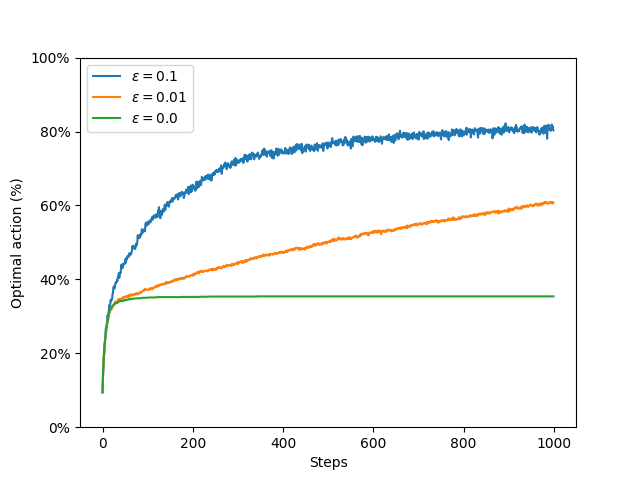 100%
80%
60%
40%
20%
0%
Optimal action (%)
ε = 0.1
ε = 0.01
ε = 0.0
0
200
400
600
800
1000
Steps